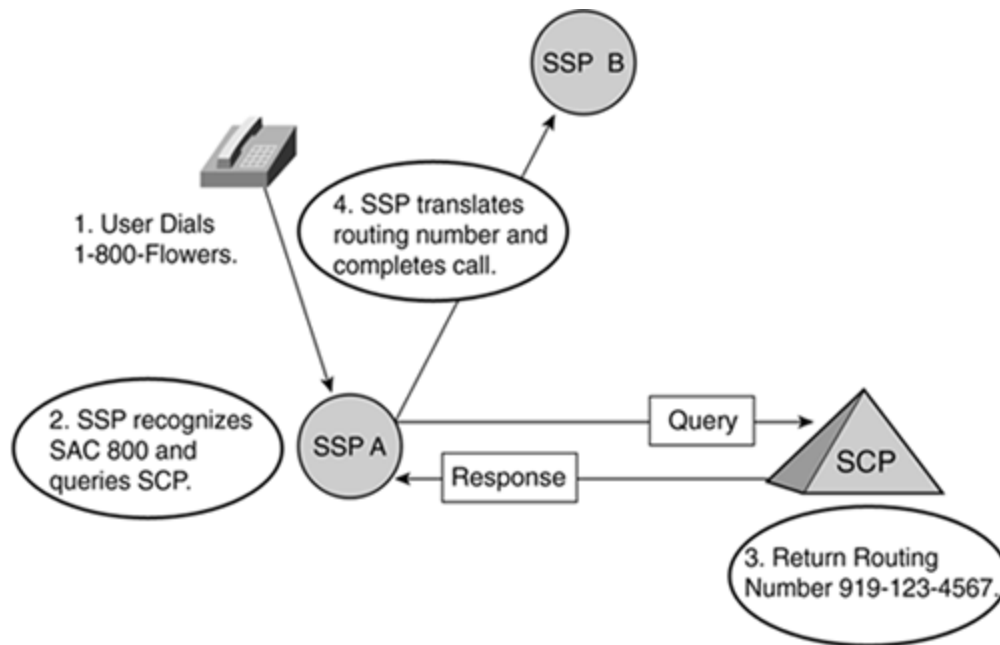 SSP B
1. User Dials
1-800-Flowers.
4. SSP translates
routing number and
completes call.
2. SSP recognizes
SAC 800 and
queries SCP.
SSP A
Query
Response
SCP
3. Return Routing
Number 919-123-4567.